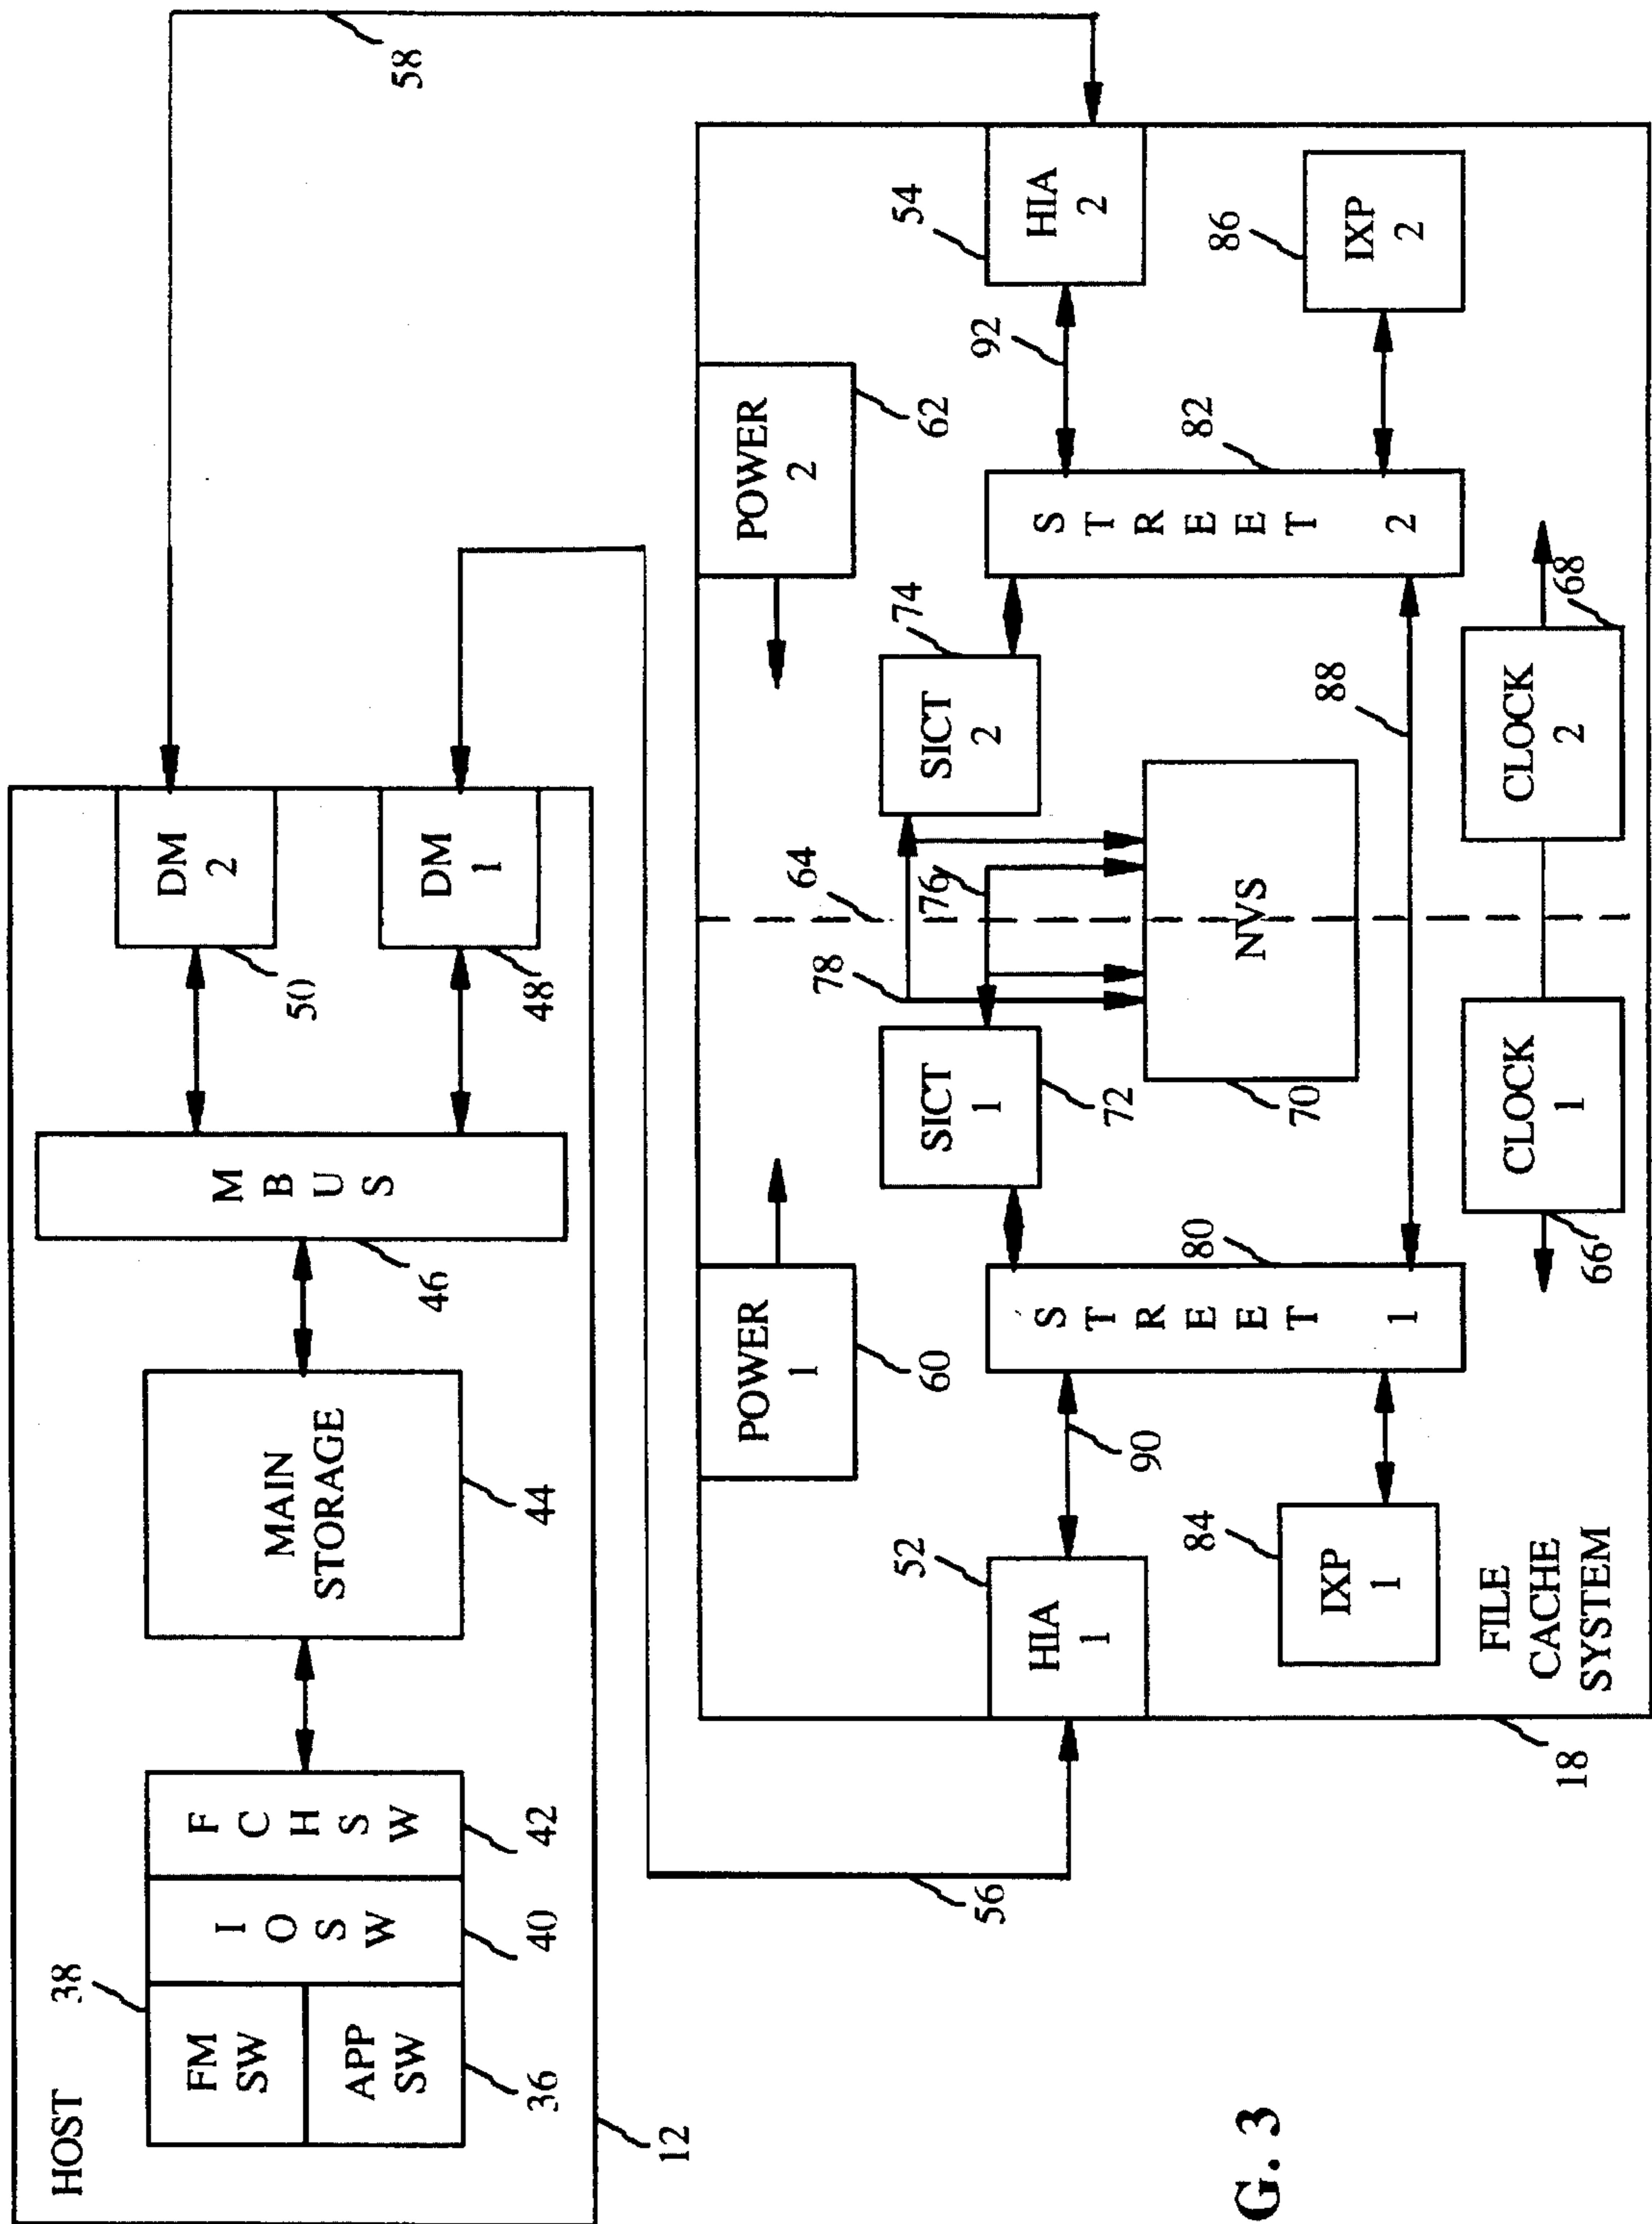 HOST
38
FM
SW
APP
SW
36
I
O
S
W
40
F
C
H
S
W
42
12
MAIN
STORAGE
44
M
B
U
S
46
DM
2
50
DM
1
48
58
56
POWER
1
60
POWER
2
62
64
HIA
1
52
90
STREET 1
80
SICT
1
72
78
76
SICT
2
74
STREET 2
82
92
HIA
2
54
IXP
1
84
NVS
70
88
IXP
2
86
CLOCK
1
66
CLOCK
2
68
FILE
CACHE
SYSTEM
18
G. 3